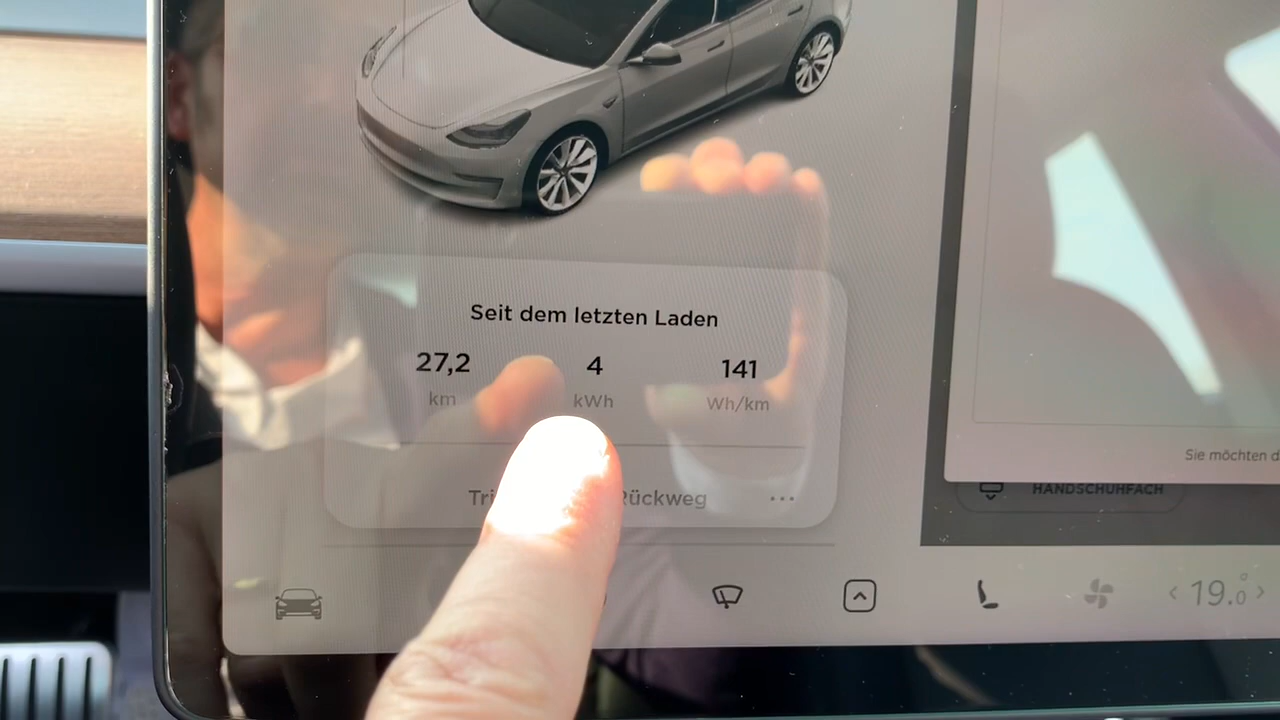 Seit dem letzten Laden
27,2 4 141
km kWh Wh/km
Rückweg ...
Sie möchten
HANDSCHUHFACH
< 19.0° >